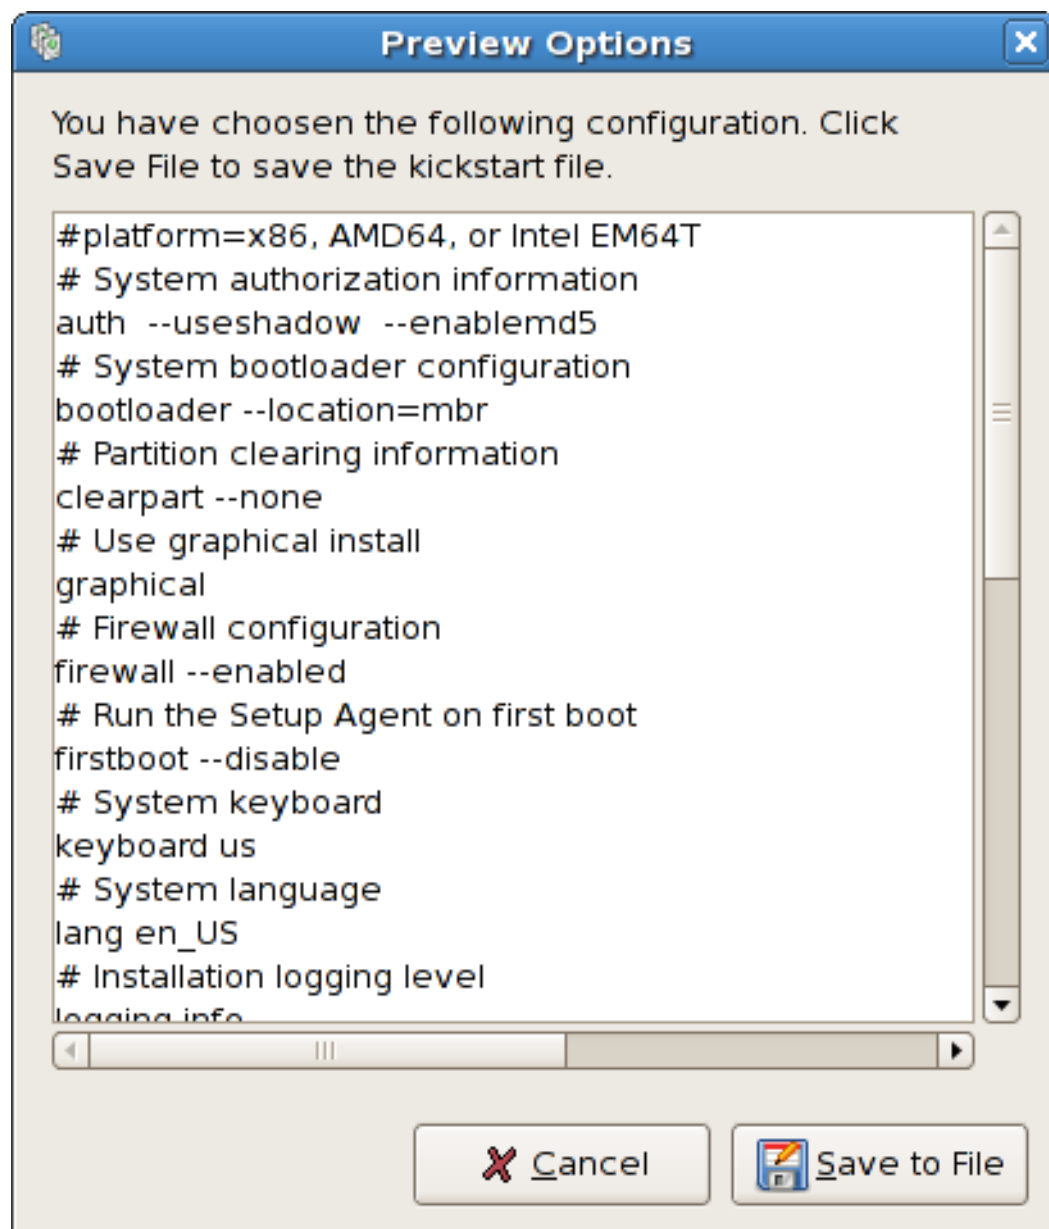 Preview Options
You have choosen the following configuration. Click
Save File to save the kickstart file.
#platform=x86, AMD64, or Intel EM64T
# System authorization information
auth  --useshadow  --enablemd5
# System bootloader configuration
bootloader --location=mbr
# Partition clearing information
clearpart --none
# Use graphical install
graphical
# Firewall configuration
firewall --enabled
# Run the Setup Agent on first boot
firstboot --disable
# System keyboard
keyboard us
# System language
lang en_US
# Installation logging level
logging info
Cancel
Save to File